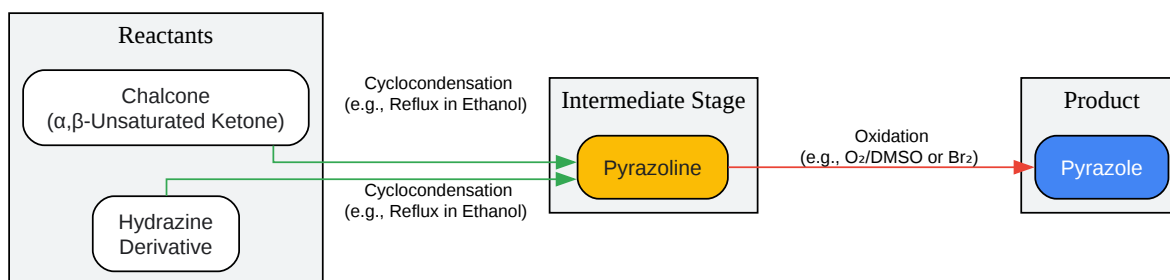 Reactants
Chalcone
(α,β-Unsaturated Ketone)
Hydrazine
Derivative
Cyclocondensation
(e.g., Reflux in Ethanol)
Cyclocondensation
(e.g., Reflux in Ethanol)
Intermediate Stage
Pyrazoline
Oxidation
(e.g., O₂/DMSO or Br₂)
Product
Pyrazole